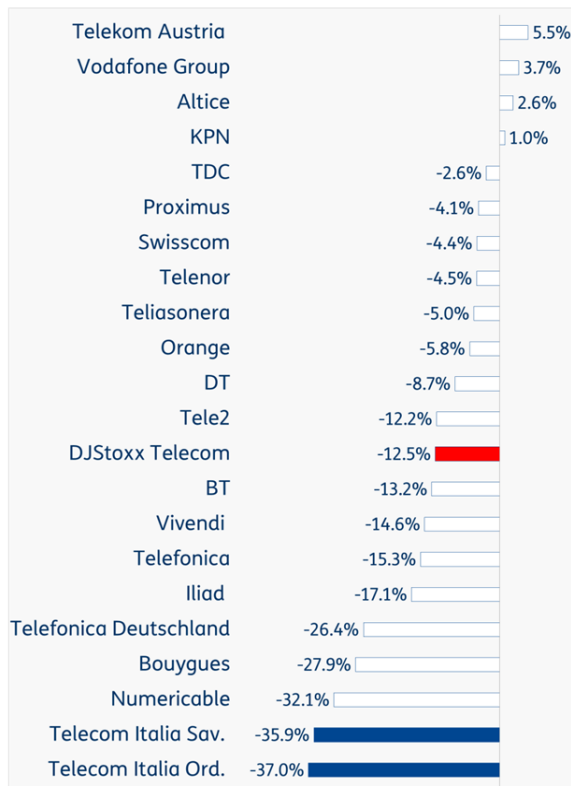 Telekom Austria 5.5%
Vodafone Group 3.7%
Altice 2.6%
KPN 1.0%
TDC -2.6%
Proximus -4.1%
Swisscom -4.4%
Telenor -4.5%
Teliasonera -5.0%
Orange -5.8%
DT -8.7%
Tele2 -12.2%
DJStoxx Telecom -12.5%
BT -13.2%
Vivendi -14.6%
Telefonica -15.3%
Iliad -17.1%
Telefonica Deutschland -26.4%
Bouygues -27.9%
Numericable -32.1%
Telecom Italia Sav. -35.9%
Telecom Italia Ord. -37.0%